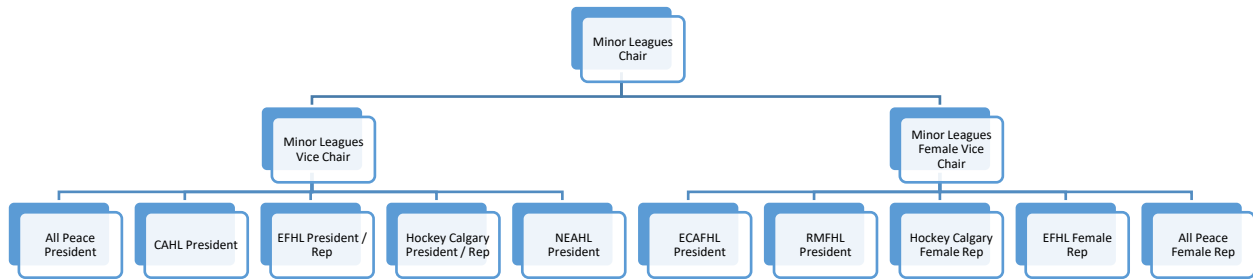 Minor Leagues
Chair
Minor Leagues
Vice Chair
Minor Leagues
Female Vice
Chair
All Peace
President
CAHL President
EFHL President /
Rep
Hockey Calgary
President / Rep
NEAHL
President
ECAFHL
President
RMFHL
President
Hockey Calgary
Female Rep
EFHL Female
Rep
All Peace
Female Rep